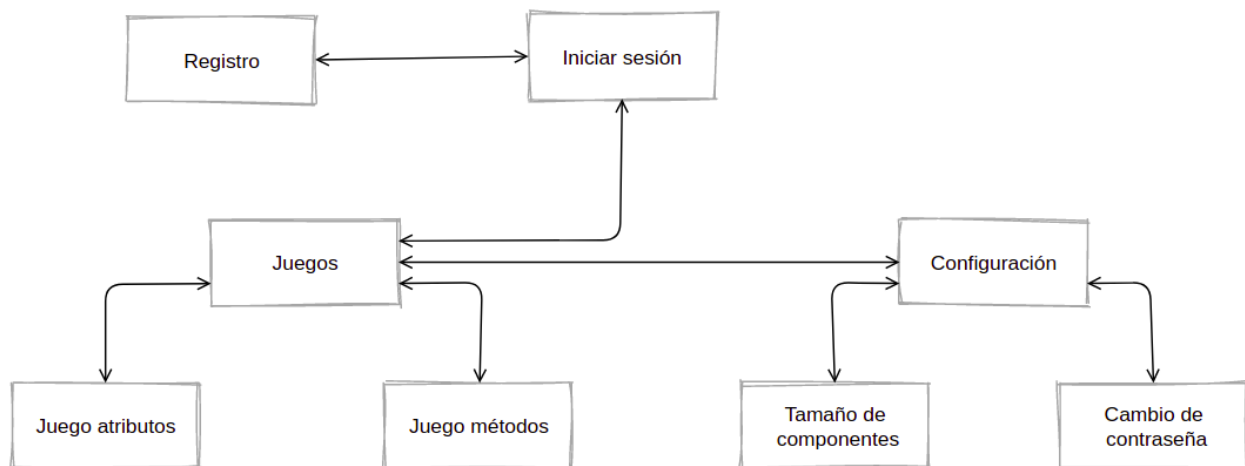 Registro
Iniciar sesión
Juegos
Configuración
Juego atributos
Juego métodos
Tamaño de
componentes
Cambio de
contraseña